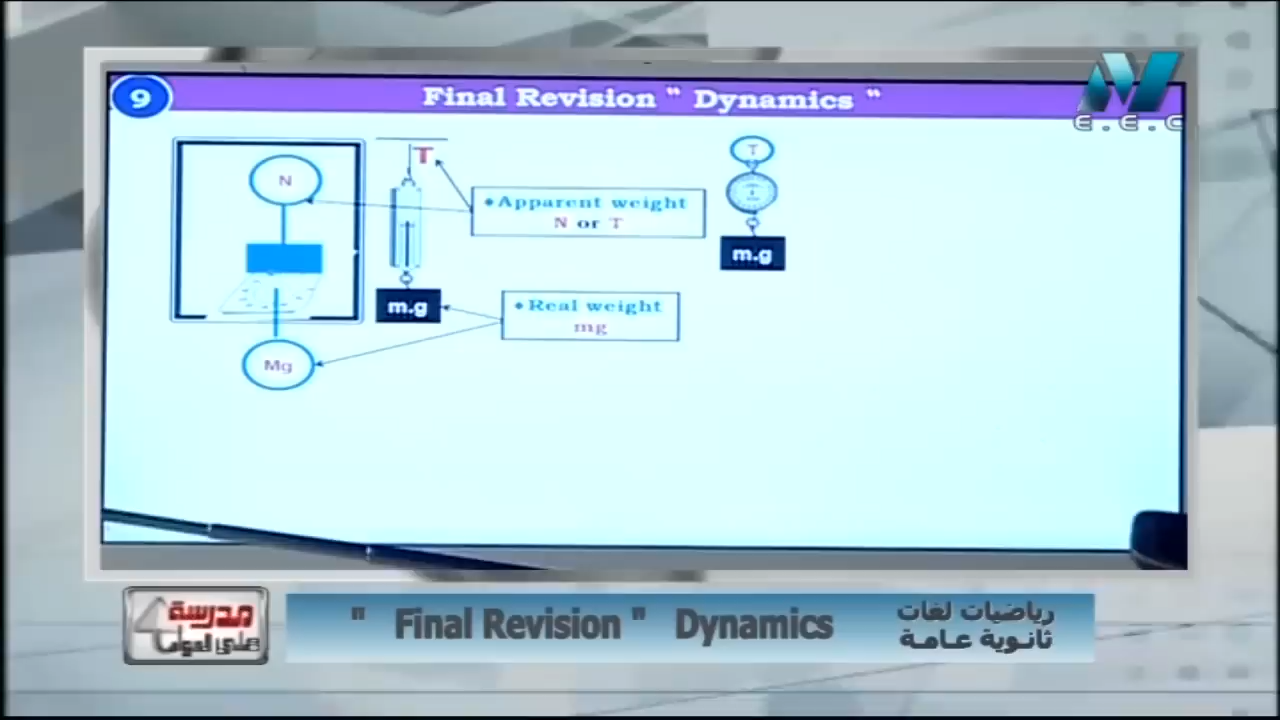 9
Final Revision " Dynamics "
E.E.C
N
T
T
• Apparent weight
N or T
m.g
m.g
• Real weight
mg
Mg
مدرسة
على الهواء
" Final Revision " Dynamics
رياضيات لغات
ثانوية عامة